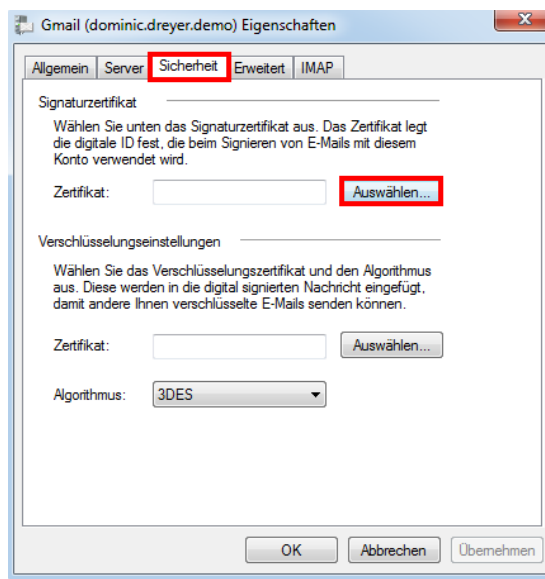 Gmail (dominic.dreyer.demo) Eigenschaften
Allgemein Server Sicherheit Erweitert IMAP
Signaturzertifikat
Wählen Sie unten das Signaturzertifikat aus. Das Zertifikat legt
die digitale ID fest, die beim Signieren von E-Mails mit diesem
Konto verwendet wird.
Zertifikat: Auswählen...
Verschlüsselungseinstellungen
Wählen Sie das Verschlüsselungszertifikat und den Algorithmus
aus. Diese werden in die digital signierten Nachricht eingefügt,
damit andere Ihnen verschlüsselte E-Mails senden können.
Zertifikat: Auswählen...
Algorithmus: 3DES
OK Abbrechen Übernehmen